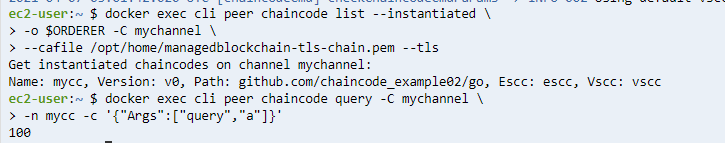 ec2-user:~ $ docker exec cli peer chaincode list --instantiated \
> -o $ORDERER -C mychannel \
> --cafile /opt/home/managedblockchain-tls-chain.pem --tls
Get instantiated chaincodes on channel mychannel:
Name: mycc, Version: v0, Path: github.com/chaincode_example02/go, Escc: escc, Vscc: vscc
ec2-user:~ $ docker exec cli peer chaincode query -C mychannel \
> -n mycc -c '{"Args":["query","a"]}'
100